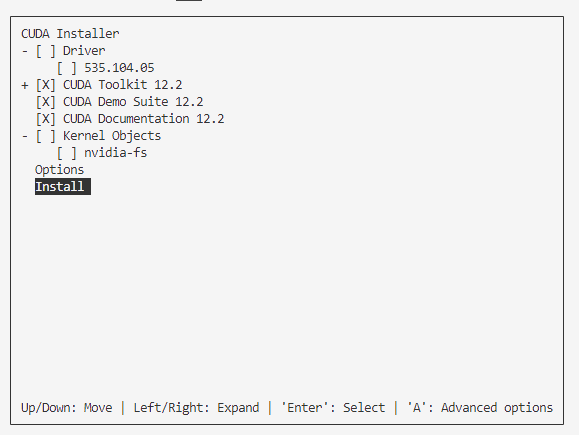 CUDA Installer
- [ ] Driver
[ ] 535.104.05
+ [X] CUDA Toolkit 12.2
[X] CUDA Demo Suite 12.2
[X] CUDA Documentation 12.2
- [ ] Kernel Objects
[ ] nvidia-fs
Options
Install
Up/Down: Move | Left/Right: Expand | 'Enter': Select | 'A': Advanced options